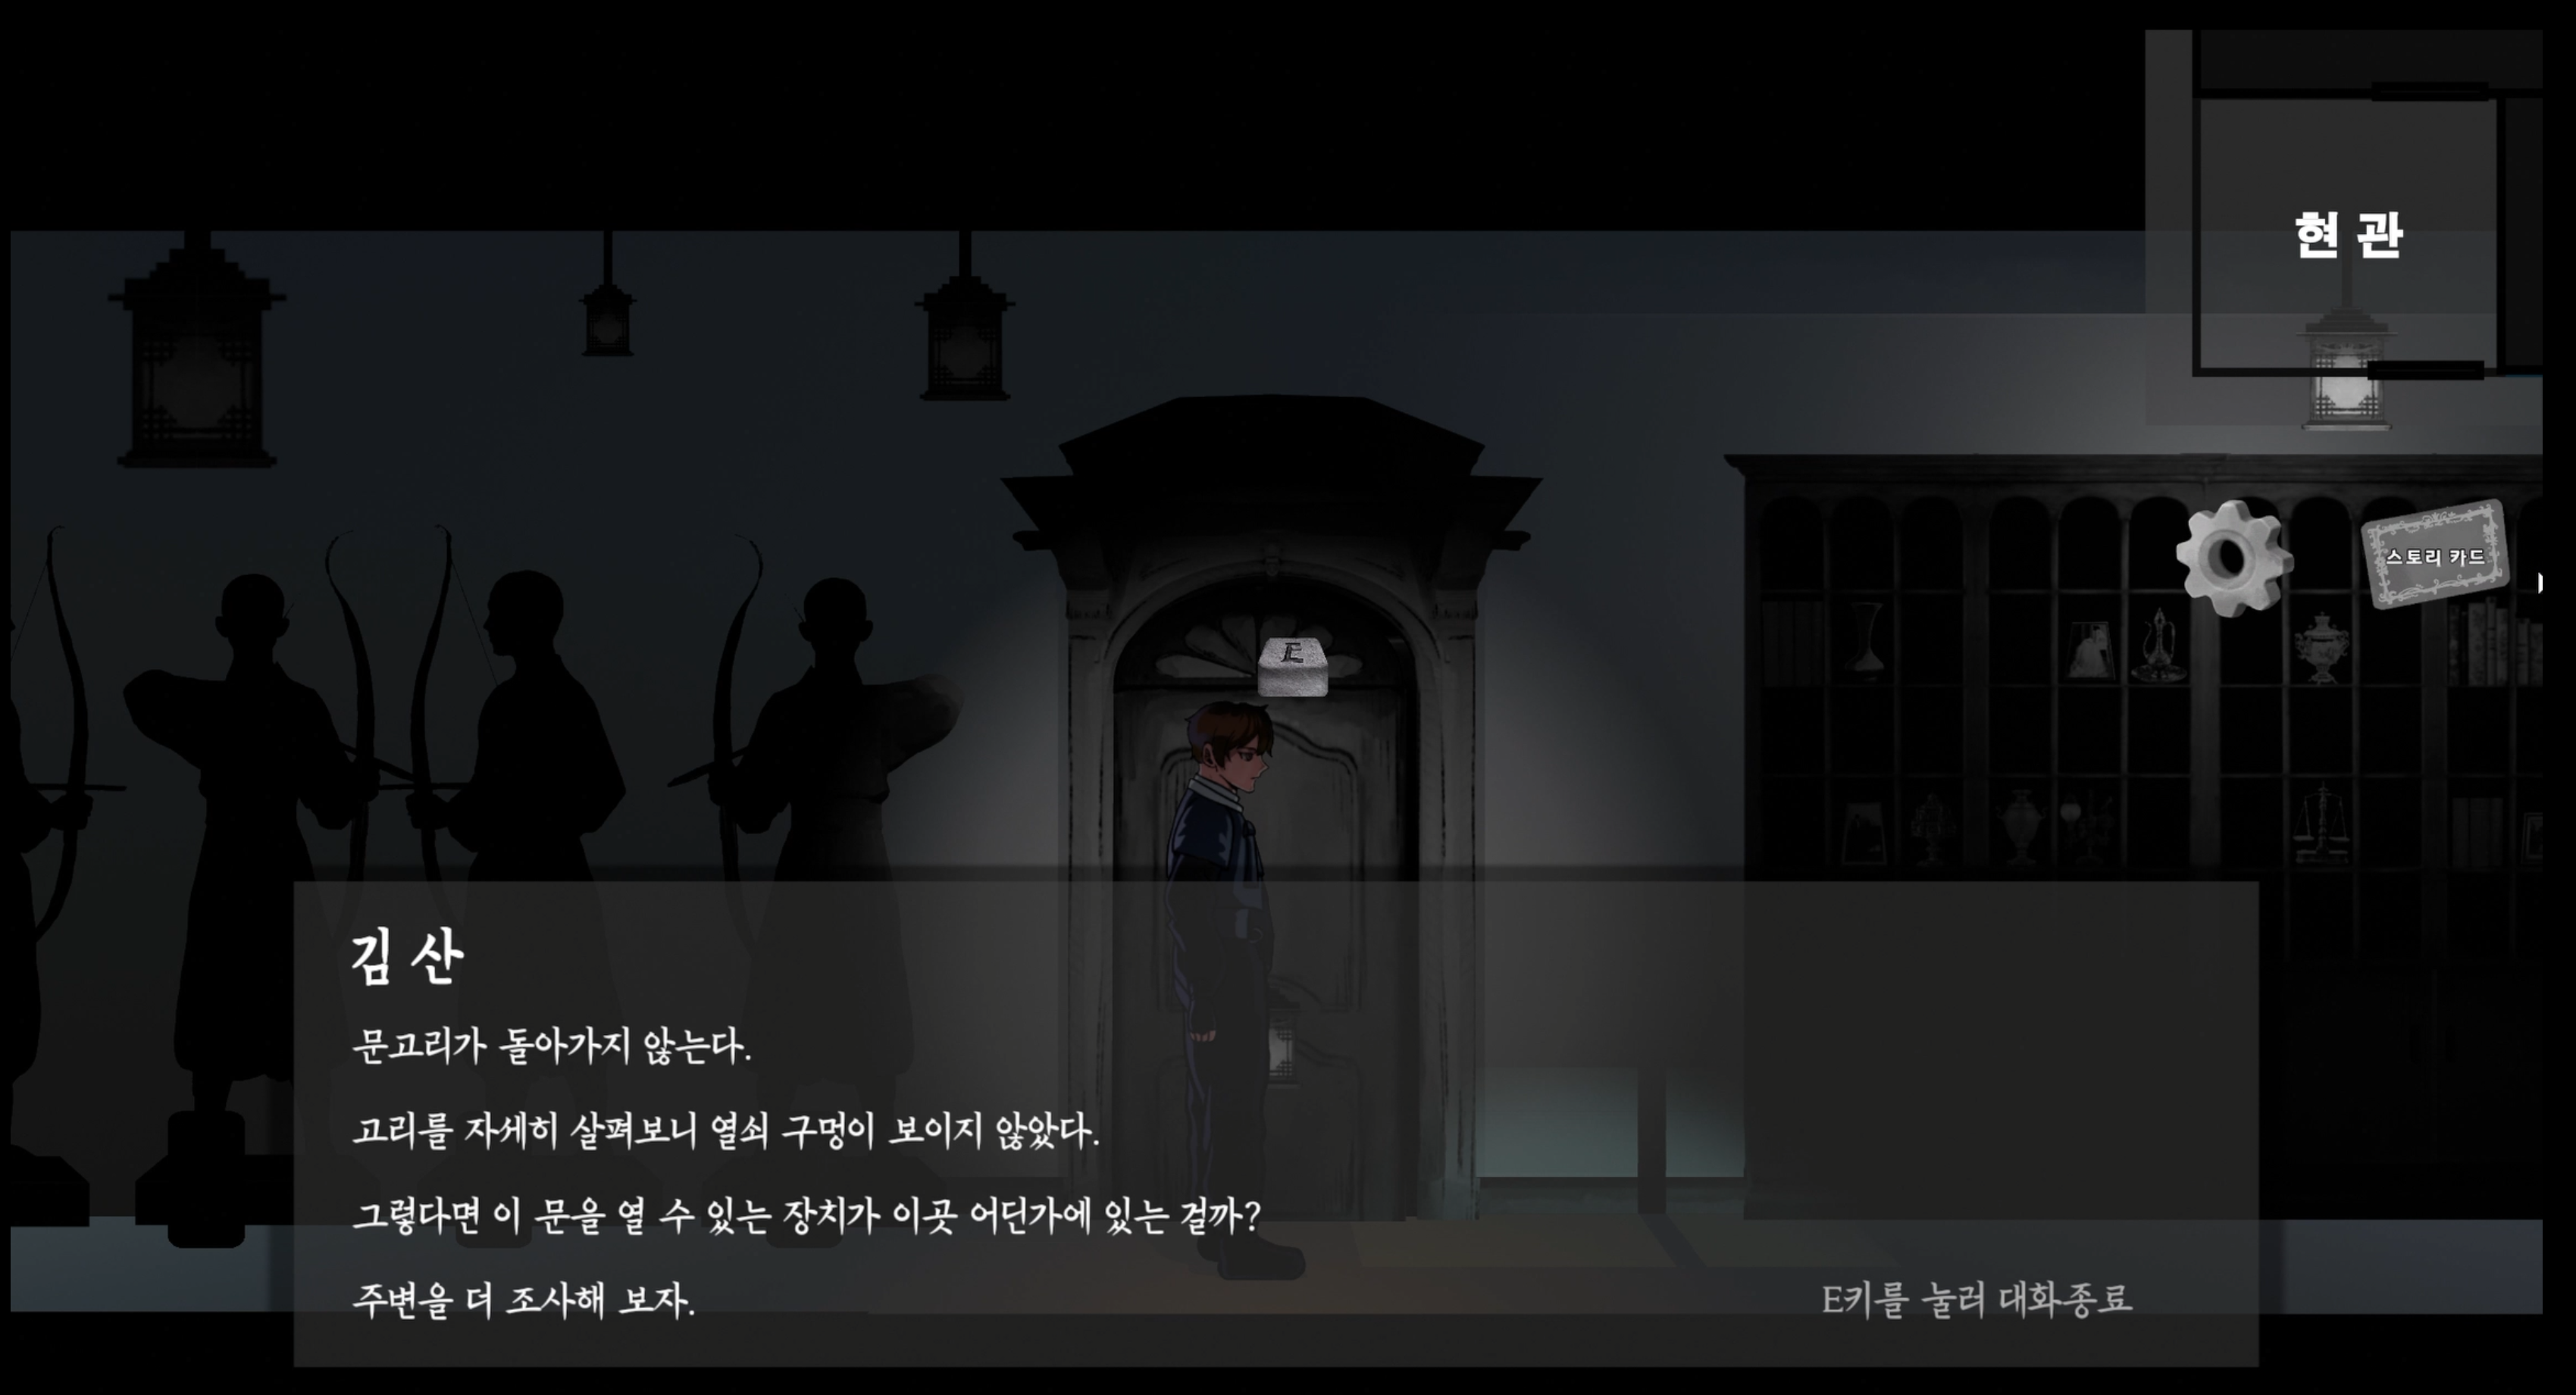 현관
스토리 카드
E
김 산
문고리가 돌아가지 않는다.
고리를 자세히 살펴보니 열쇠 구멍이 보이지 않았다.
그렇다면 이 문을 열 수 있는 장치가 이곳 어딘가에 있는 걸까?
주변을 더 조사해 보자.
E키를 눌러 대화종료